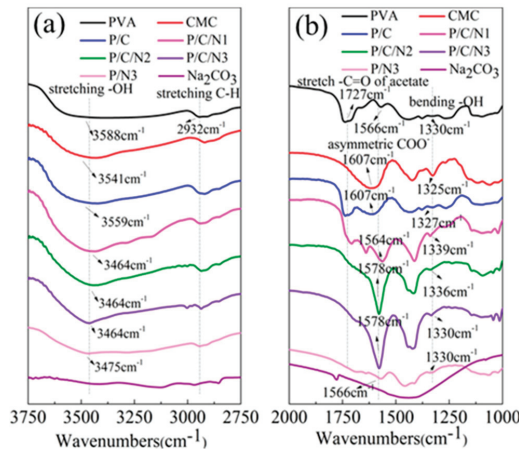 (a)
PVA CMC
P/C P/C/N1
P/C/N2 P/C/N3
P/N3 Na₂CO₃
stretching -OH stretching C-H
3588cm⁻¹ 2932cm⁻¹
3541cm⁻¹
3559cm⁻¹
3464cm⁻¹
3464cm⁻¹
3464cm⁻¹
3475cm⁻¹
3750 3500 3250 3000 2750
Wavenumbers(cm⁻¹)
(b)
PVA CMC
P/C P/C/N1
P/C/N2 P/C/N3
P/N3 Na₂CO₃
stretch -C=O of acetate
1727cm⁻¹ bending -OH
1566cm⁻¹ 1330cm⁻¹
asymmetric COO⁻
1607cm⁻¹
1325cm⁻¹
1607cm⁻¹
1327cm⁻¹
1564cm⁻¹
1339cm⁻¹
1578cm⁻¹
1336cm⁻¹
1578cm⁻¹
1330cm⁻¹
1330cm⁻¹
1566cm⁻¹
2000 1750 1500 1250 1000
Wavenumbers(cm⁻¹)